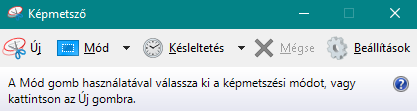 Képmetsző
Új Mód Késleltetés Mégse Beállítások
A Mód gomb használatával válassza ki a képmetszési módot, vagy
kattintson az Új gombra.